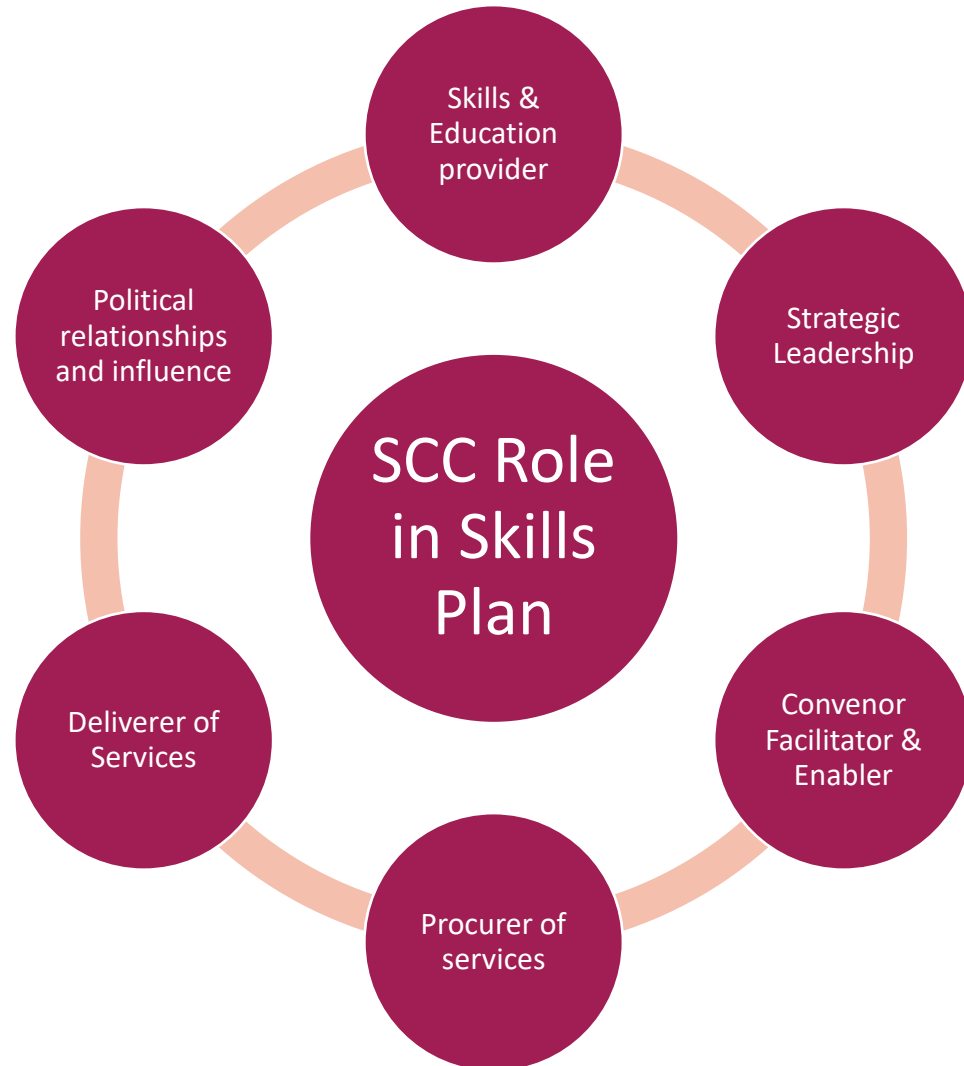 Skills &
Education
provider
Strategic
Leadership
Convenor
Facilitator &
Enabler
Procurer of
services
Deliverer of
Services
Political
relationships
and influence
SCC Role
in Skills
Plan